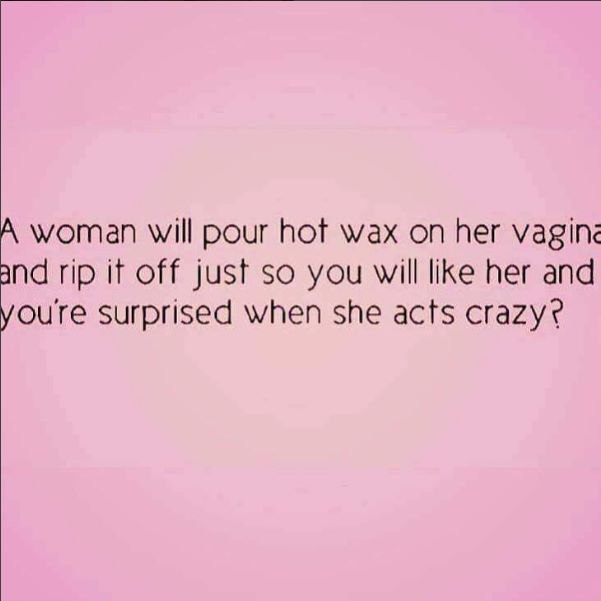 A woman will pour hot wax on her vagina
and rip it off just so you will like her and
you're surprised when she acts crazy?